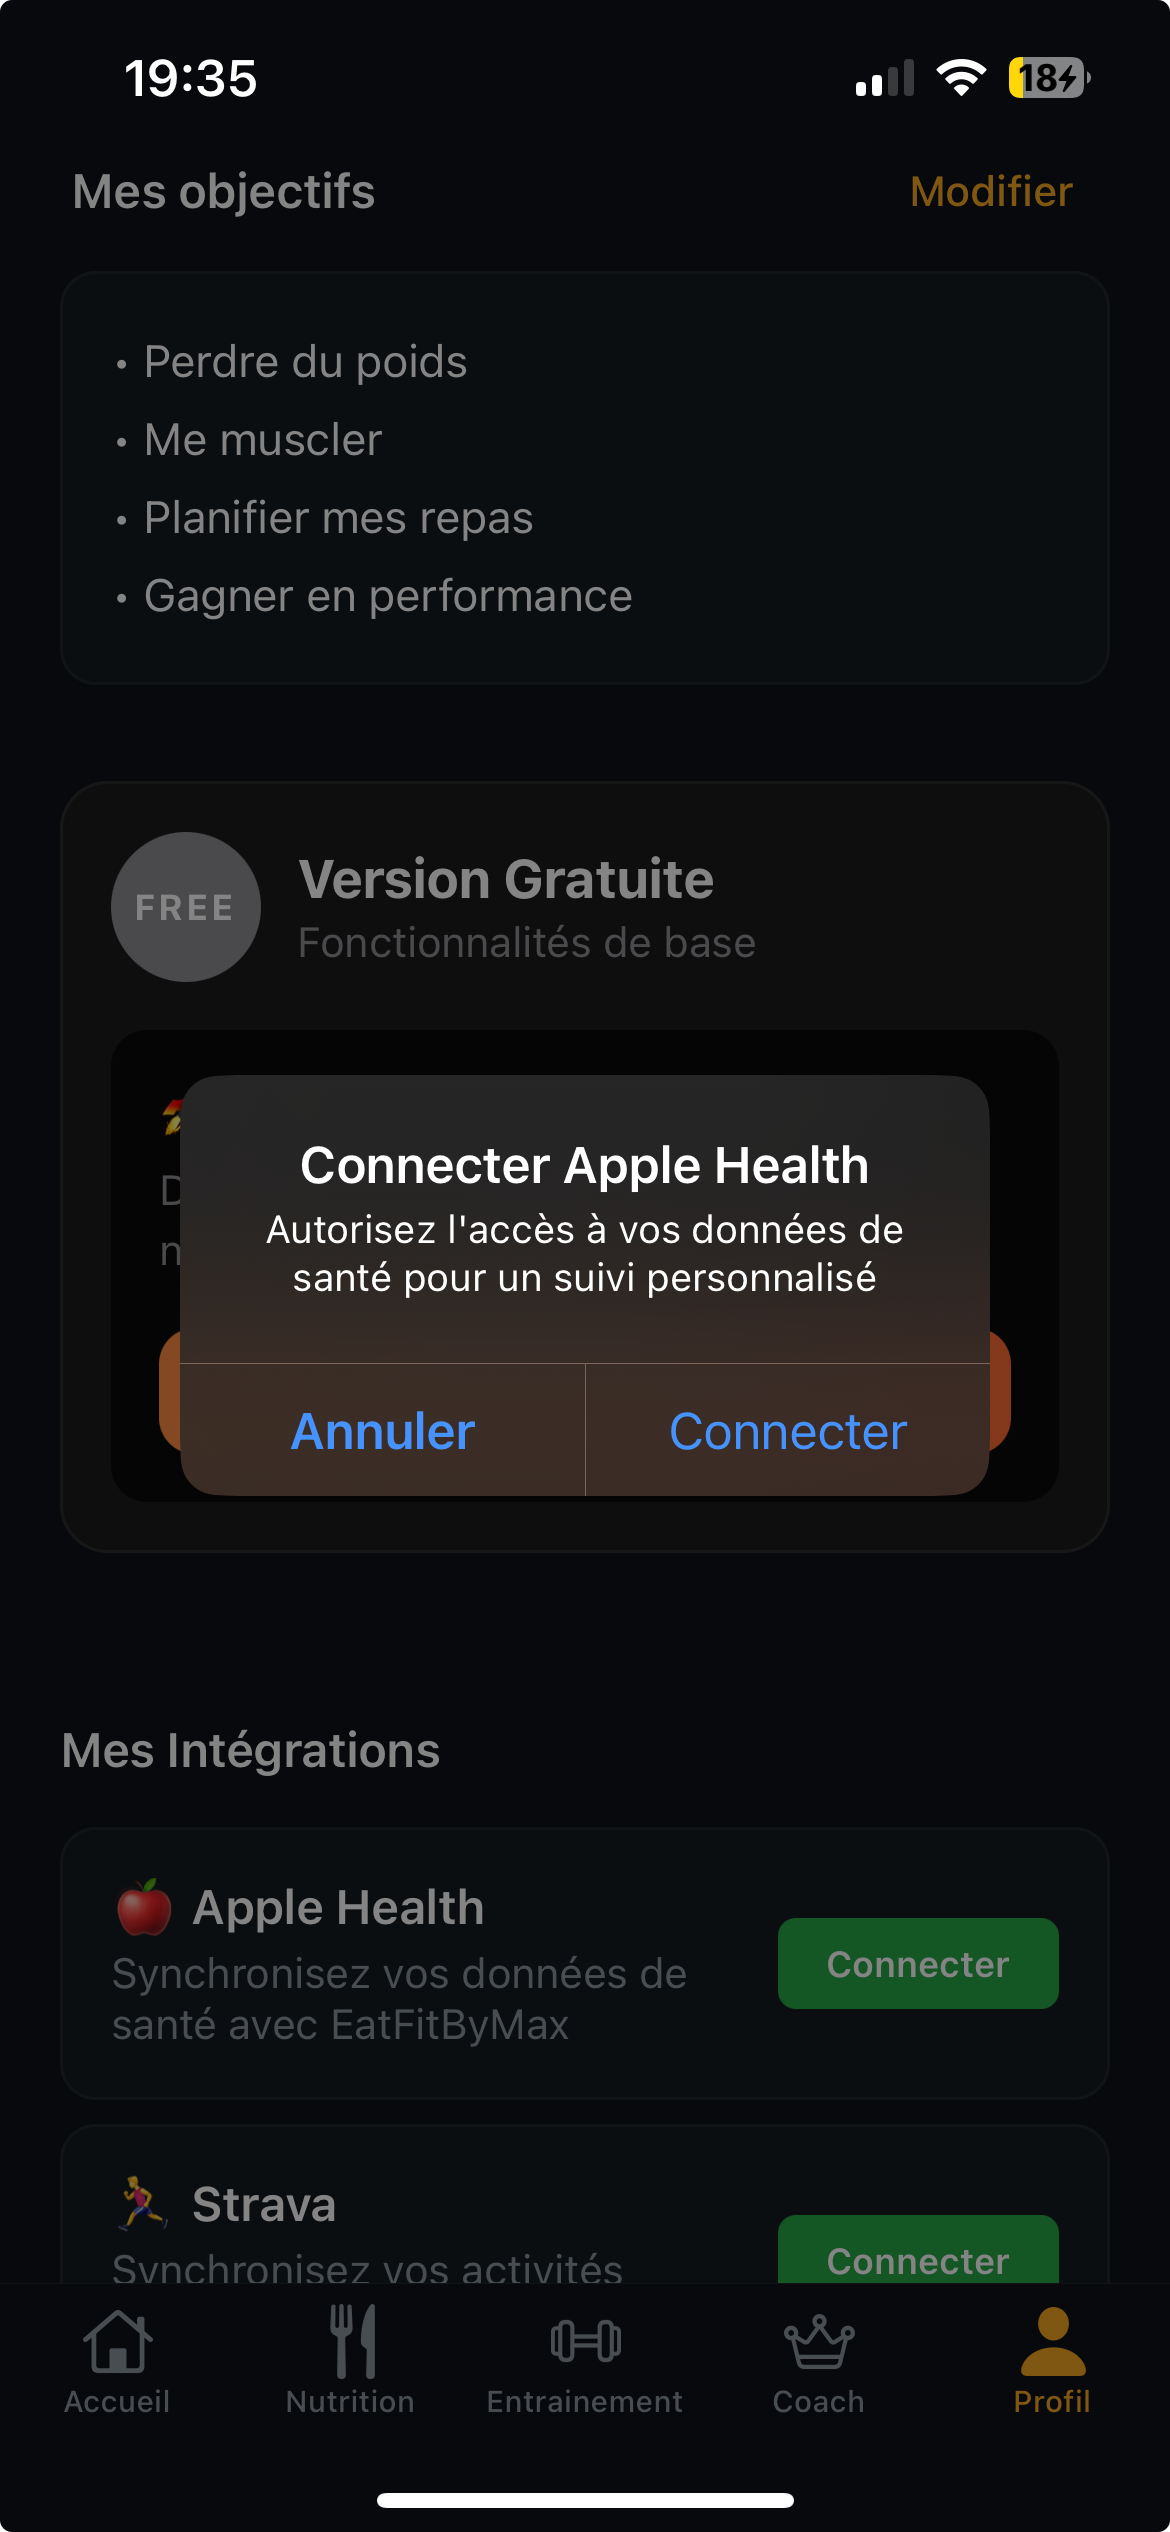 19:35
18
Mes objectifs
Modifier
• Perdre du poids
• Me muscler
• Planifier mes repas
• Gagner en performance
FREE
Version Gratuite
Fonctionnalités de base
Connecter Apple Health
Autorisez l'accès à vos données de
santé pour un suivi personnalisé
Annuler
Connecter
Mes Intégrations
Apple Health
Synchronisez vos données de
santé avec EatFitByMax
Connecter
Strava
Synchronisez vos activités
Connecter
Accueil
Nutrition
Entrainement
Coach
Profil